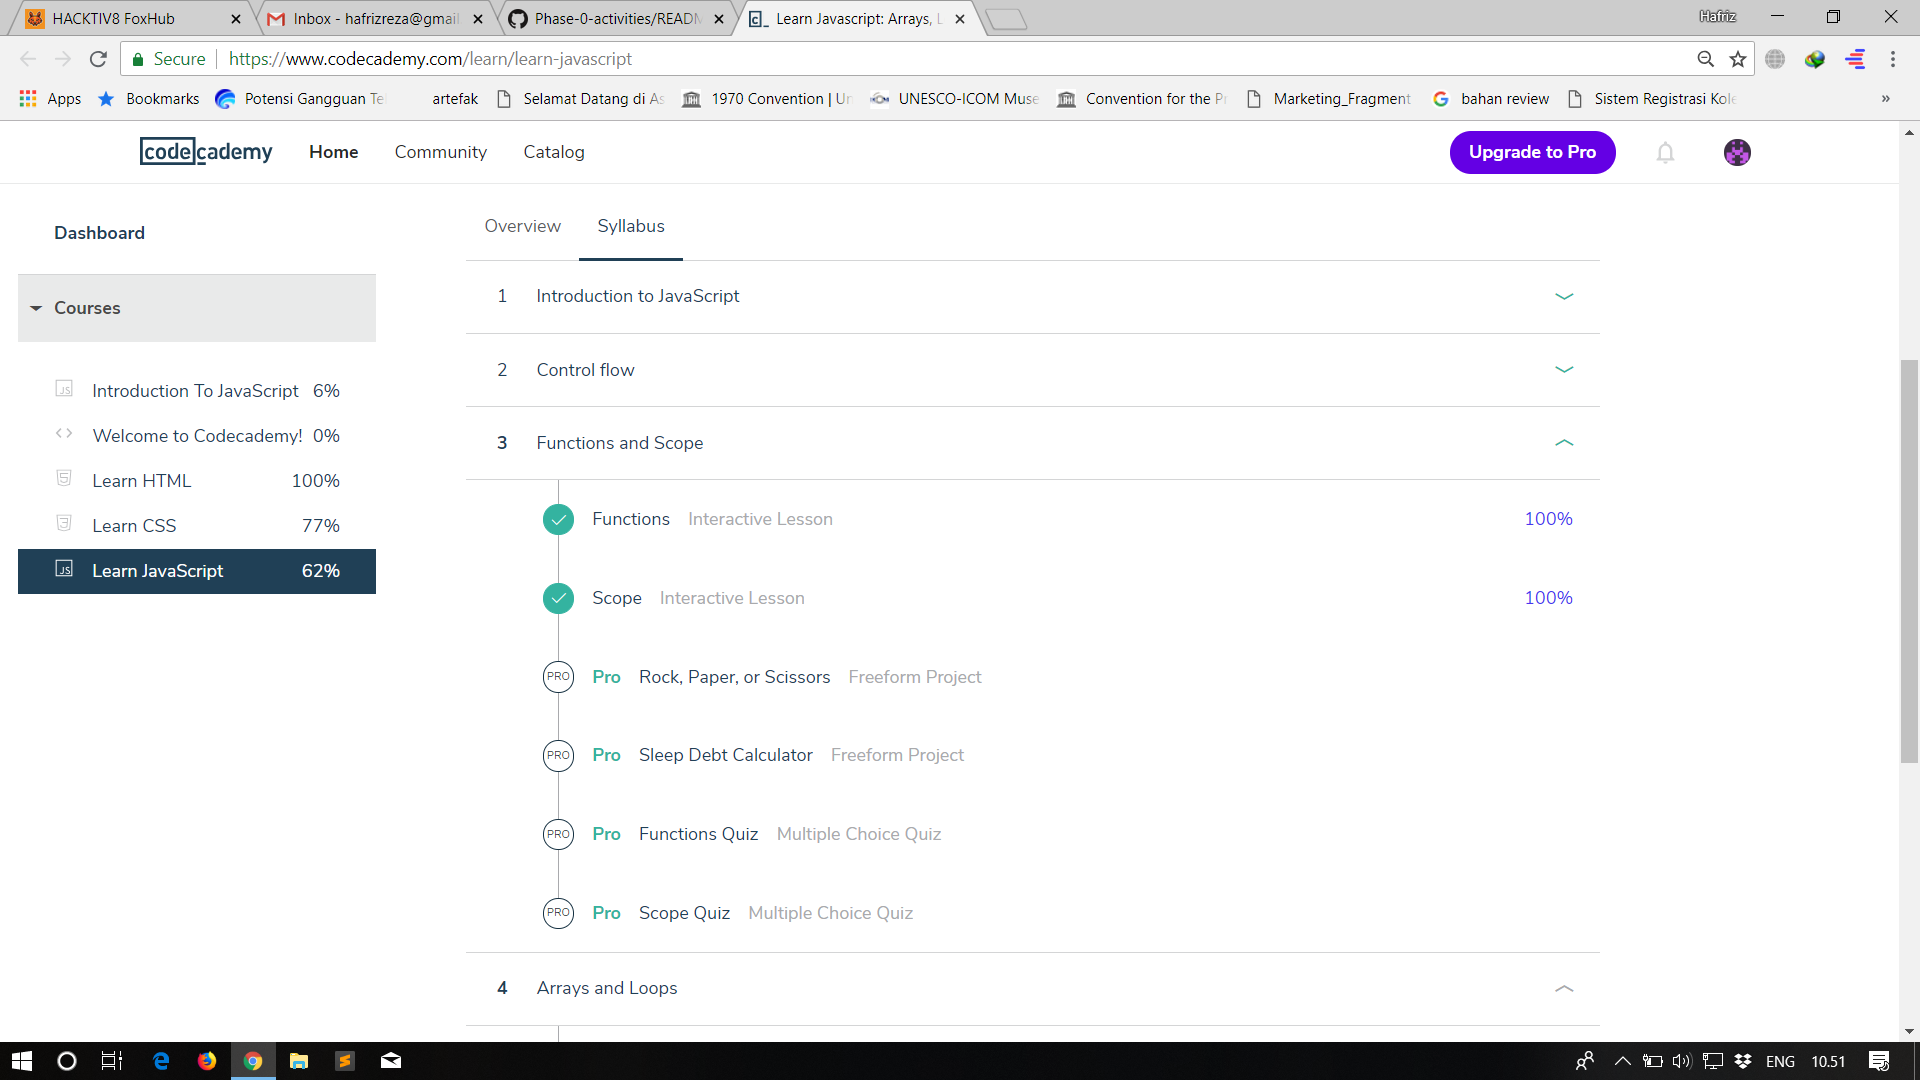 HACKTIV8 FoxHub
Inbox - hafrizreza@gmail
Phase-0-activities/READM
Learn Javascript: Arrays, L
Hafriz
Secure
https://www.codecademy.com/learn/learn-javascript
Apps
Bookmarks
Potensi Gangguan Te
artefak
Selamat Datang di As
1970 Convention | Un
UNESCO-ICOM Muse
Convention for the Pr
Marketing_Fragment
bahan review
Sistem Registrasi Kole
»
codecademy
Home
Community
Catalog
Upgrade to Pro
Dashboard
Courses
Introduction To JavaScript 6%
Welcome to Codecademy! 0%
Learn HTML 100%
Learn CSS 77%
Learn JavaScript 62%
Overview
Syllabus
1 Introduction to JavaScript
2 Control flow
3 Functions and Scope
Functions Interactive Lesson 100%
Scope Interactive Lesson 100%
PRO Pro Rock, Paper, or Scissors Freeform Project
PRO Pro Sleep Debt Calculator Freeform Project
PRO Pro Functions Quiz Multiple Choice Quiz
PRO Pro Scope Quiz Multiple Choice Quiz
4 Arrays and Loops
ENG
10.51